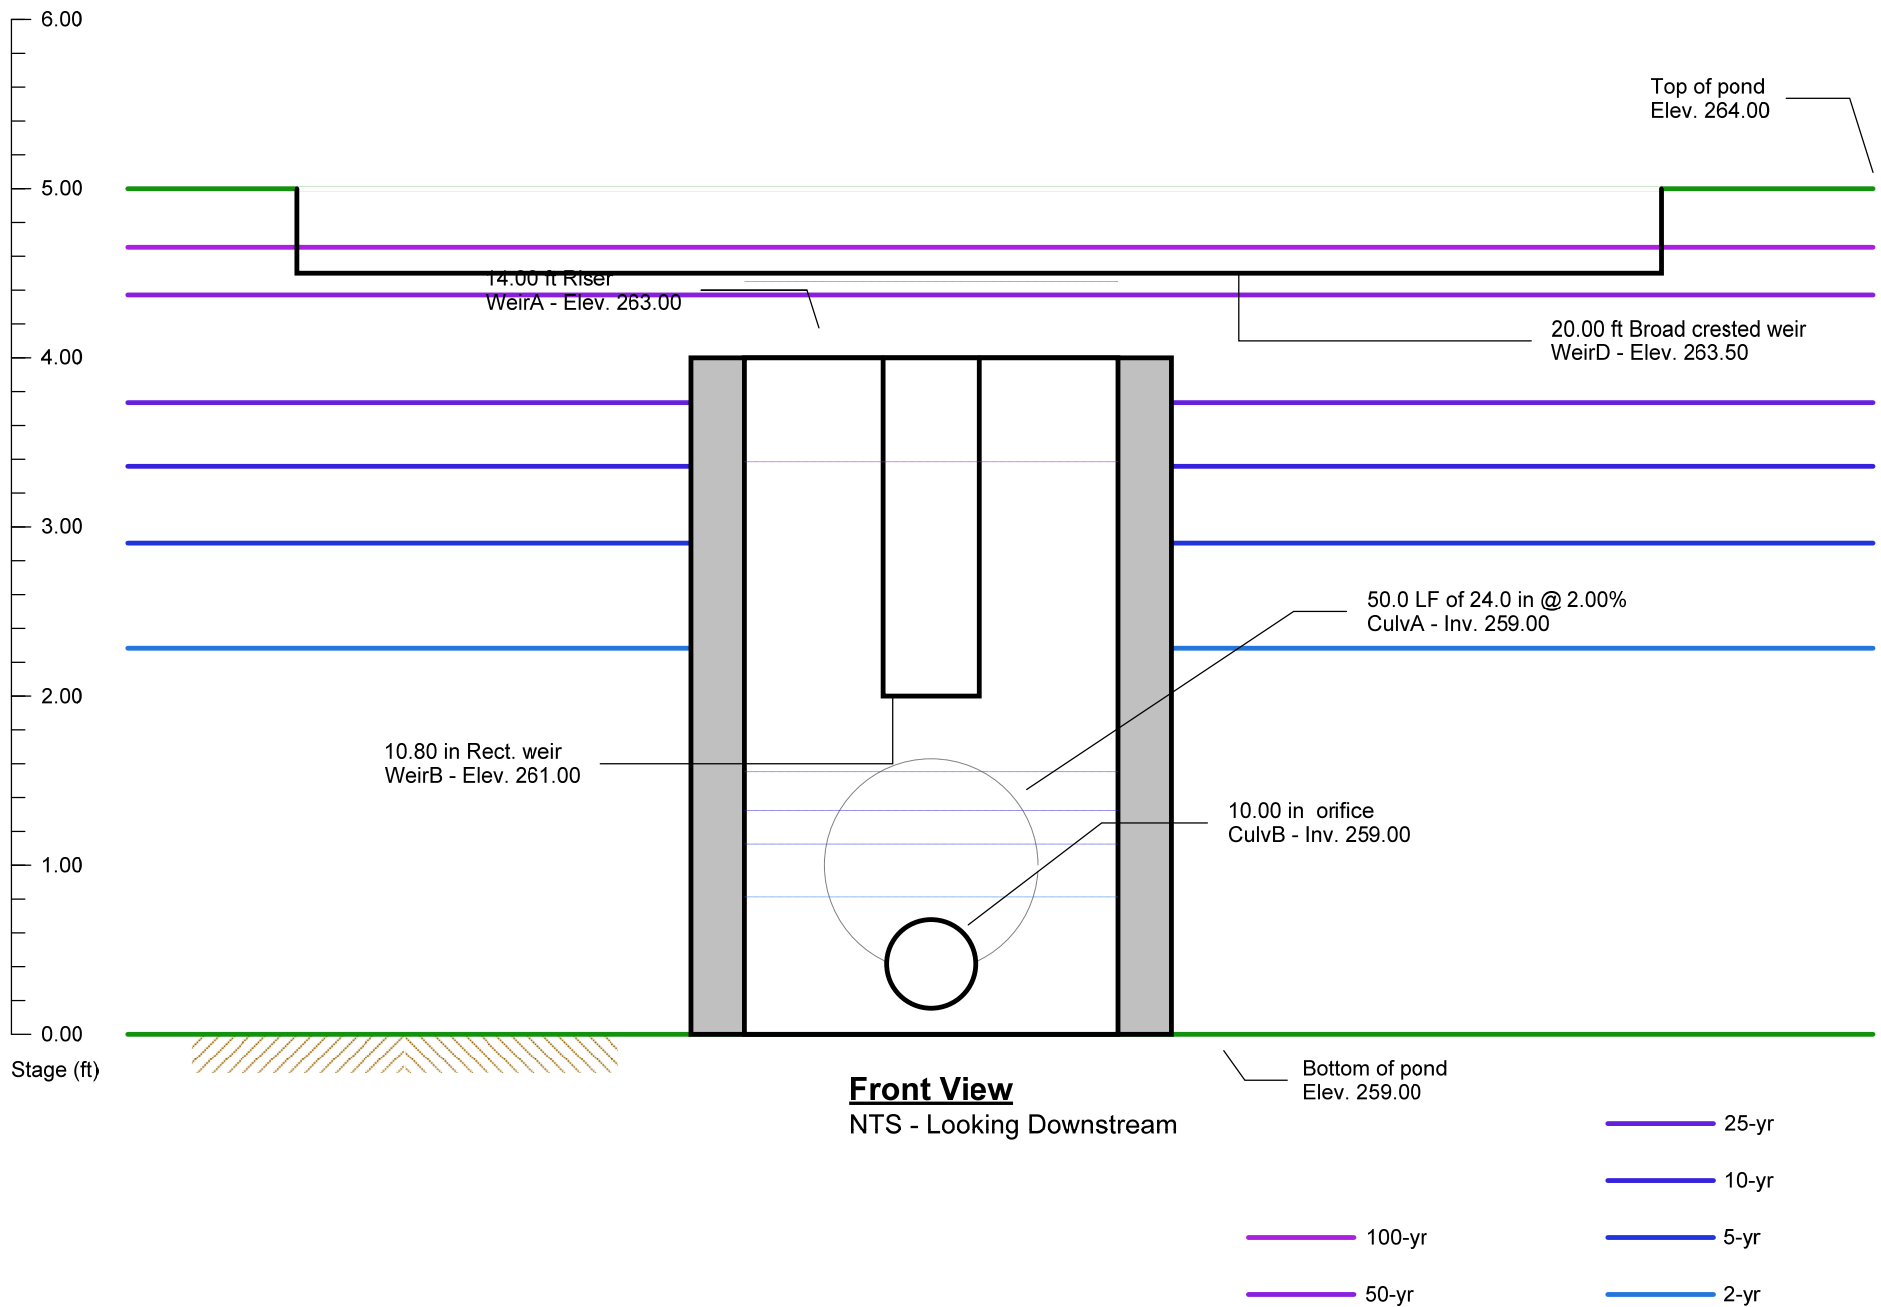 6.00
Top of pond
Elev. 264.00
5.00
14.00 ft Riser
WeirA - Elev. 263.00
20.00 ft Broad crested weir
WeirD - Elev. 263.50
4.00
3.00
50.0 LF of 24.0 in @ 2.00%
CulvA - Inv. 259.00
2.00
10.80 in Rect. weir
WeirB - Elev. 261.00
10.00 in  orifice
CulvB - Inv. 259.00
1.00
0.00
Stage (ft)
Bottom of pond
Elev. 259.00
Front View
NTS - Looking Downstream
25-yr
10-yr
100-yr
5-yr
50-yr
2-yr